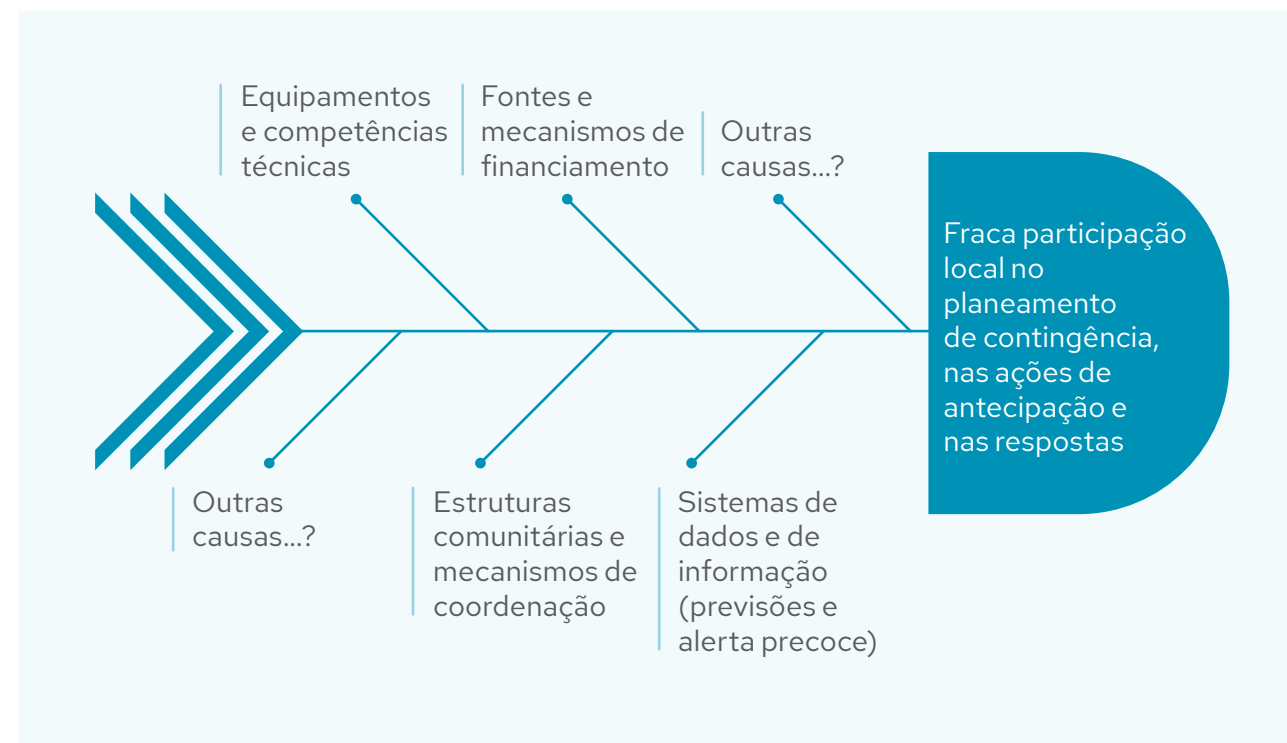 Equipamentos
e competências
técnicas
Fontes e
mecanismos de
financiamento
Outras
causas...?
Fraca participação
local no
planeamento
de contingência,
nas ações de
antecipação e
nas respostas
Outras
causas...?
Estruturas
comunitárias e
mecanismos de
coordenação
Sistemas de
dados e de
informação
(previsões e
alerta precoce)